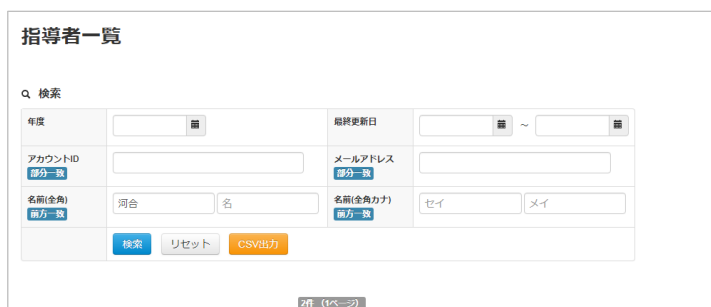 指導者一覧
検索
年度
最終更新日
~
アカウントID
部分一致
メールアドレス
部分一致
名前(全角)
前方一致
河合
名
名前(全角カナ)
前方一致
セイ
メイ
検索
リセット
CSV出力
2件 (1ページ)